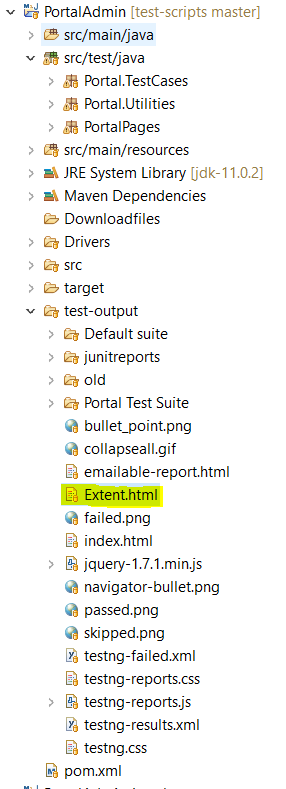 PortalAdmin [test-scripts master]
src/main/java
src/test/java
Portal.TestCases
Portal.Utilities
PortalPages
src/main/resources
JRE System Library [jdk-11.0.2]
Maven Dependencies
Downloadfiles
Drivers
src
target
test-output
Default suite
junitreports
old
Portal Test Suite
bullet_point.png
collapseall.gif
emailable-report.html
Extent.html
failed.png
index.html
jquery-1.7.1.min.js
navigator-bullet.png
passed.png
skipped.png
testng-failed.xml
testng-reports.css
testng-reports.js
testng-results.xml
testng.css
pom.xml